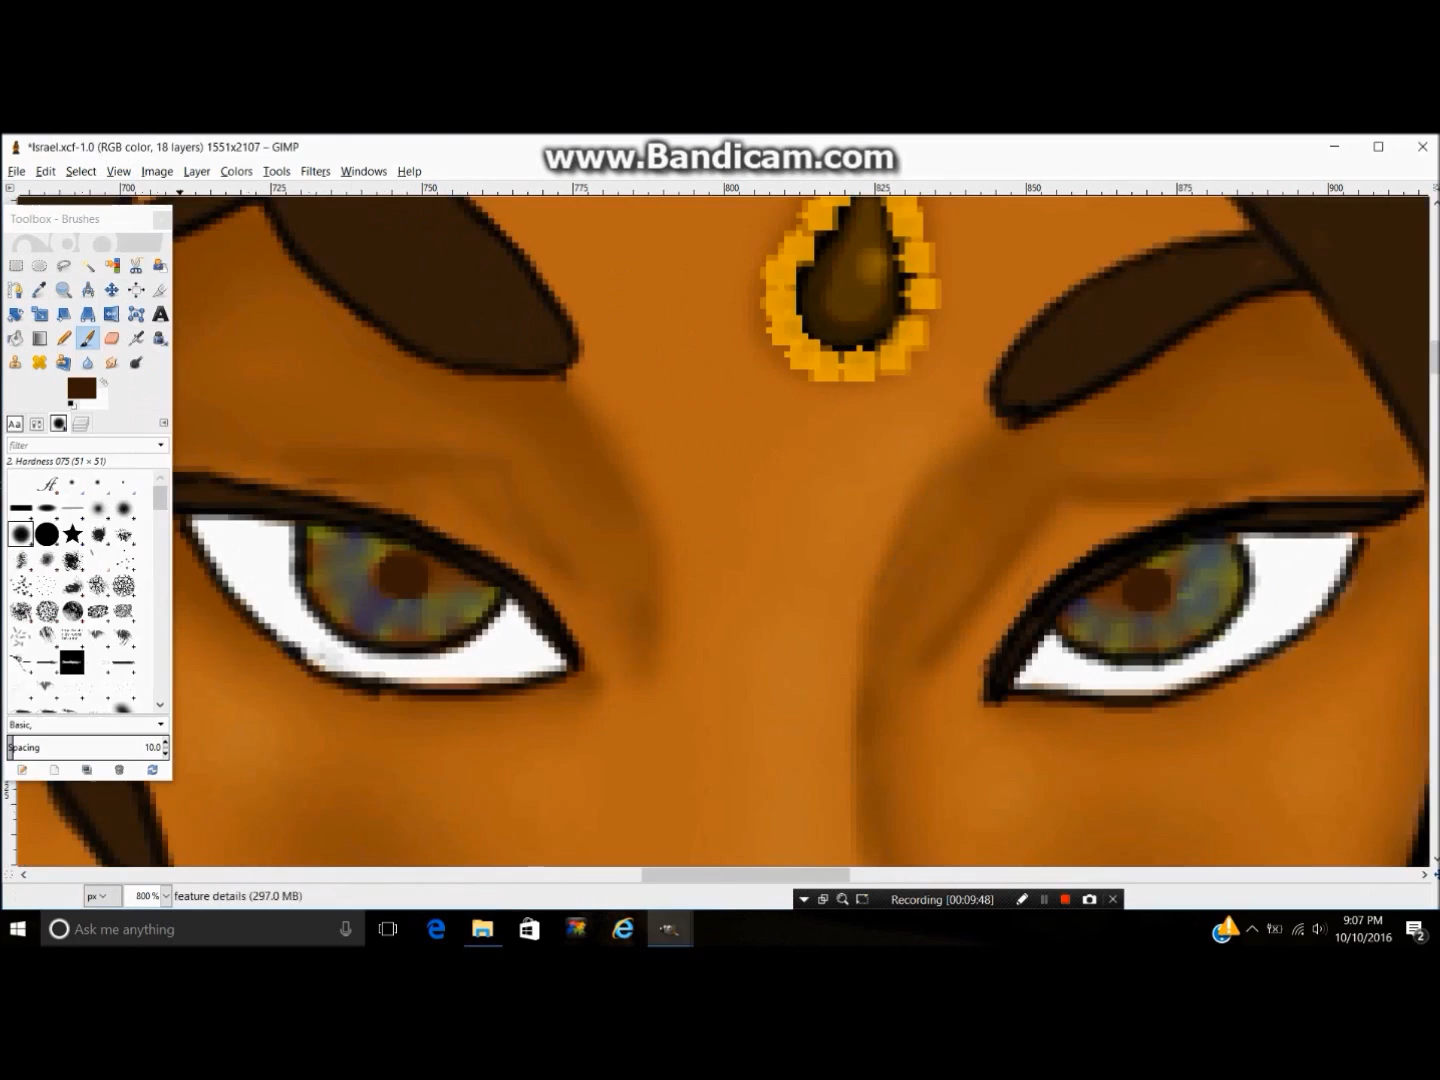 *Israel.xcf-1.0 (RGB color, 18 layers) 1551x2107 – GIMP
www.Bandicam.com
File Edit Select View Image Layer Colors Tools Filters Windows Help
700 725 750 775 800 825 850 875 900
Toolbox - Brushes
Aa
filter
2. Hardness 075 (51 × 51)
Basic,
Spacing 10.0
px 800 % feature details (297.0 MB)
Recording [00:09:48]
Ask me anything
9:07 PM
10/10/2016
2